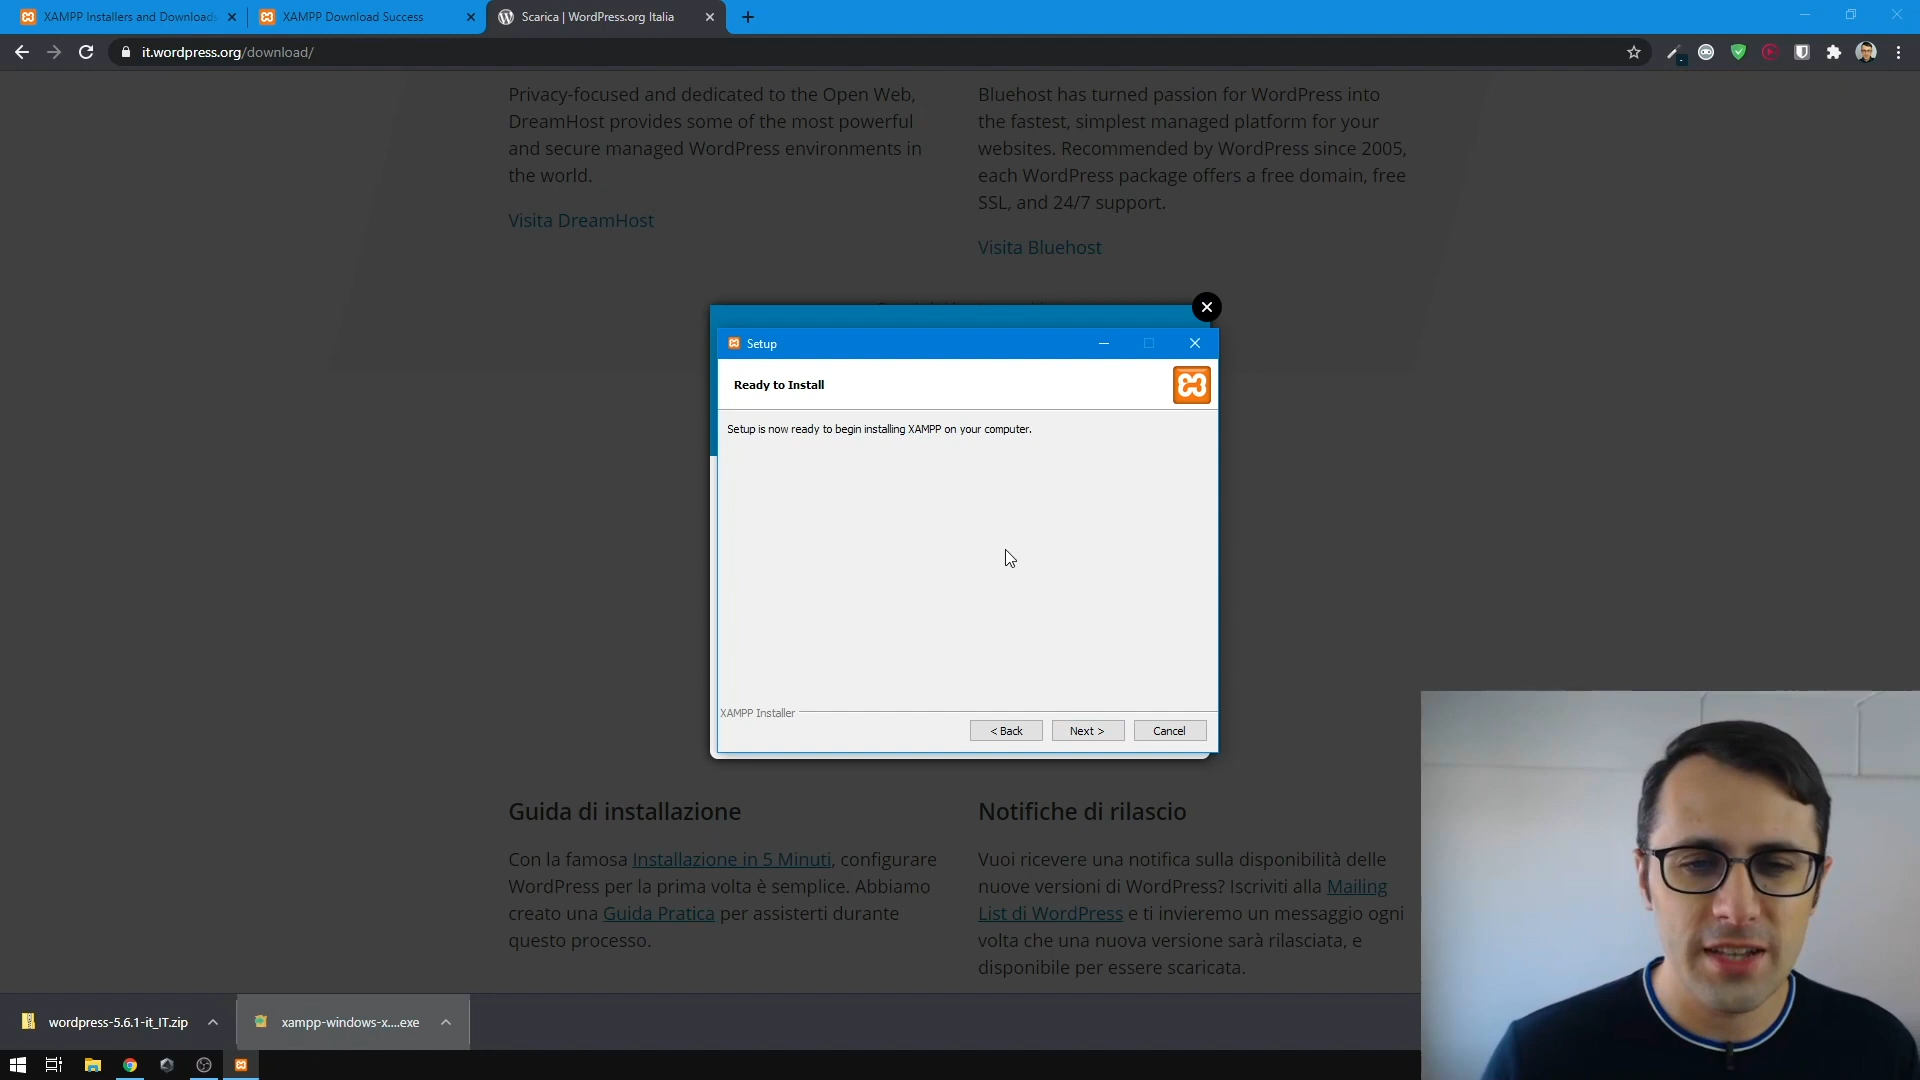 XAMPP Installers and Downloads
XAMPP Download Success
Scarica | WordPress.org Italia
it.wordpress.org/download/
Privacy-focused and dedicated to the Open Web,
DreamHost provides some of the most powerful
and secure managed WordPress environments in
the world.
Visita DreamHost
Bluehost has turned passion for WordPress into
the fastest, simplest managed platform for your
websites. Recommended by WordPress since 2005,
each WordPress package offers a free domain, free
SSL, and 24/7 support.
Visita Bluehost
Setup
Ready to Install
Setup is now ready to begin installing XAMPP on your computer.
XAMPP Installer
< Back
Next >
Cancel
Guida di installazione
Con la famosa Installazione in 5 Minuti, configurare
WordPress per la prima volta è semplice. Abbiamo
creato una Guida Pratica per assisterti durante
questo processo.
Notifiche di rilascio
Vuoi ricevere una notifica sulla disponibilità delle
nuove versioni di WordPress? Iscriviti alla Mailing
List di WordPress e ti invieremo un messaggio ogni
volta che una nuova versione sarà rilasciata, e
disponibile per essere scaricata.
wordpress-5.6.1-it_IT.zip
xampp-windows-x....exe